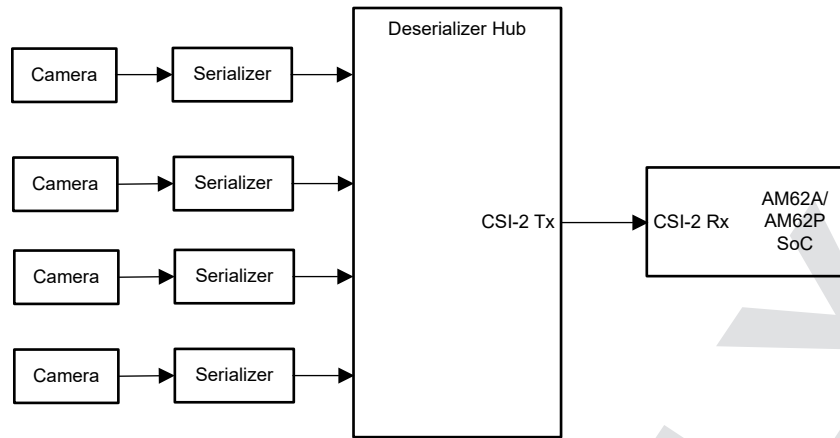 Deserializer Hub
Camera
Serializer
Camera
Serializer
CSI-2 Tx
CSI-2 Rx
AM62A/
AM62P
SoC
Camera
Serializer
Camera
Serializer